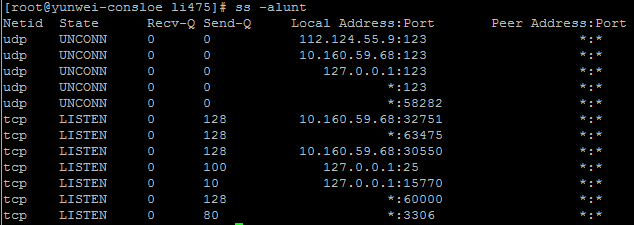 [root@yunwei-consloe li475]# ss -alunt
Netid State Recv-Q Send-Q Local Address:Port Peer Address:Port
udp UNCONN 0 0 112.124.55.9:123 *:*
udp UNCONN 0 0 10.160.59.68:123 *:*
udp UNCONN 0 0 127.0.0.1:123 *:*
udp UNCONN 0 0 *:123 *:*
udp UNCONN 0 0 *:58282 *:*
tcp LISTEN 0 128 10.160.59.68:32751 *:*
tcp LISTEN 0 128 *:63475 *:*
tcp LISTEN 0 128 10.160.59.68:30550 *:*
tcp LISTEN 0 100 127.0.0.1:25 *:*
tcp LISTEN 0 10 127.0.0.1:15770 *:*
tcp LISTEN 0 128 *:60000 *:*
tcp LISTEN 0 80 *:3306 *:*